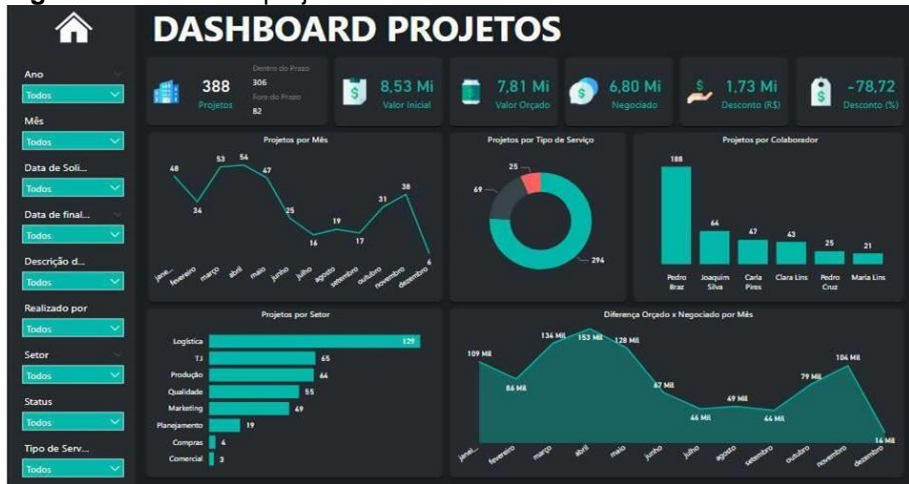 DASHBOARD PROJETOS
Ano
Todos
Mês
Todos
Data de Soli...
Todos
Data de final...
Todos
Descrição d...
Todos
Realizado por
Todos
Setor
Todos
Status
Todos
Tipo de Serv...
Todos
388
Projetos
Dentro do Prazo
306
Fora do Prazo
82
8,53 Mi
Valor Inicial
7,81 Mi
Valor Orçado
6,80 Mi
Negociado
1,73 Mi
Desconto (R$)
-78,72
Desconto (%)
Projetos por Mês
48
34
53
54
47
25
16
19
17
31
38
6
jane...
fevereiro
março
abril
maio
junho
julho
agosto
setembro
outubro
novembro
dezembro
Projetos por Tipo de Serviço
25
69
294
Projetos por Colaborador
188
64
47
43
25
21
Pedro Braz
Joaquim Silva
Carla Pires
Clara Lins
Pedro Cruz
Maria Lins
Projetos por Setor
Logística 129
TJ 65
Produção 64
Qualidade 55
Marketing 49
Planejamento 19
Compras 4
Comercial 3
Diferença Orçado x Negociado por Mês
109 Mil
86 Mil
134 Mil
153 Mil
128 Mil
67 Mil
46 Mil
49 Mil
44 Mil
79 Mil
104 Mil
14 Mil
janei...
fevereiro
março
abril
maio
junho
julho
agosto
setembro
outubro
novembro
dezembro